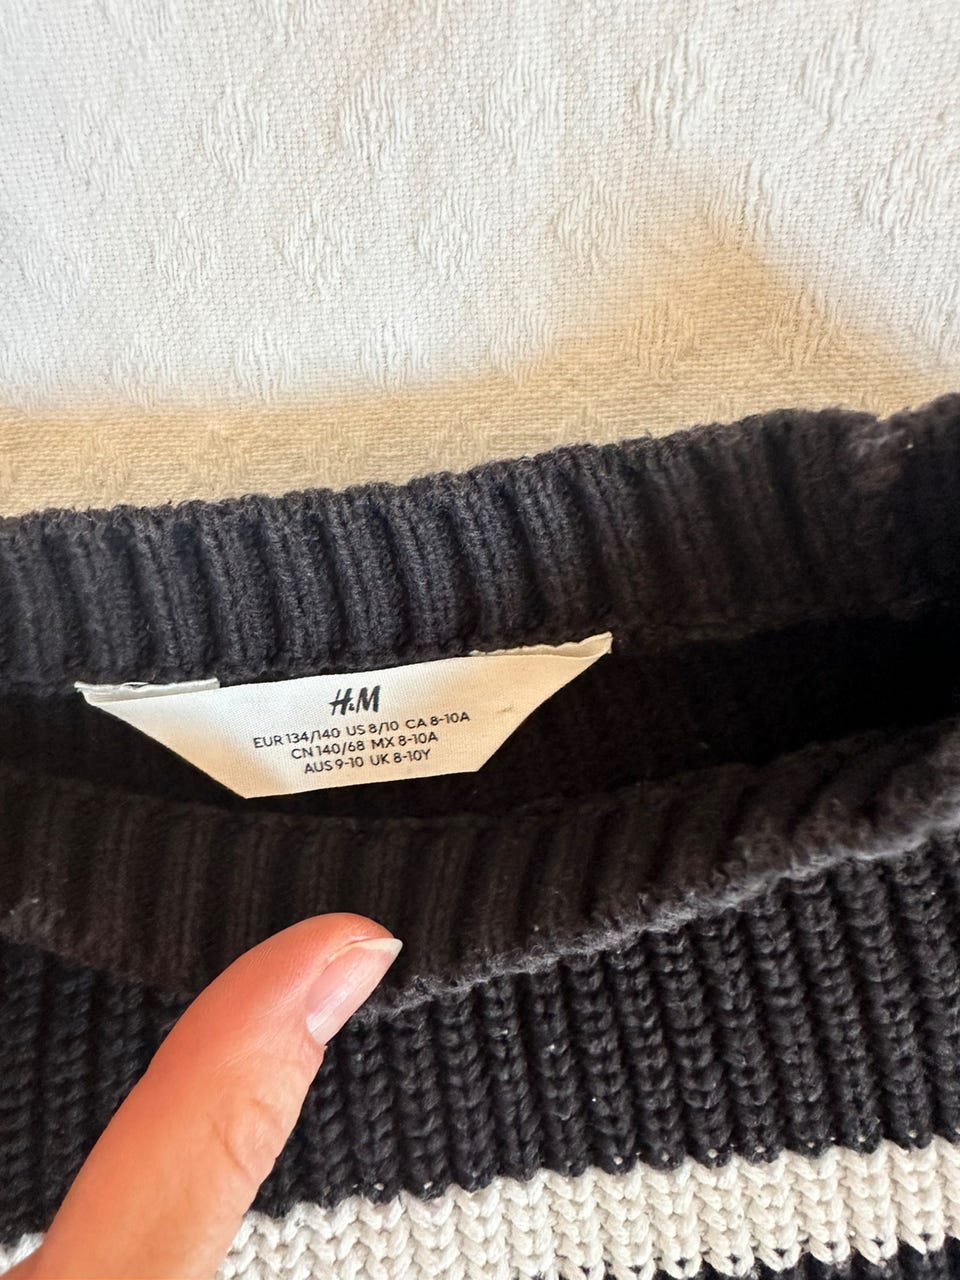 H&M
EUR 134/140 US 8/10 CA 8-10A
CN 140/68 MX 8-10A
AUS 9-10 UK 8-10Y